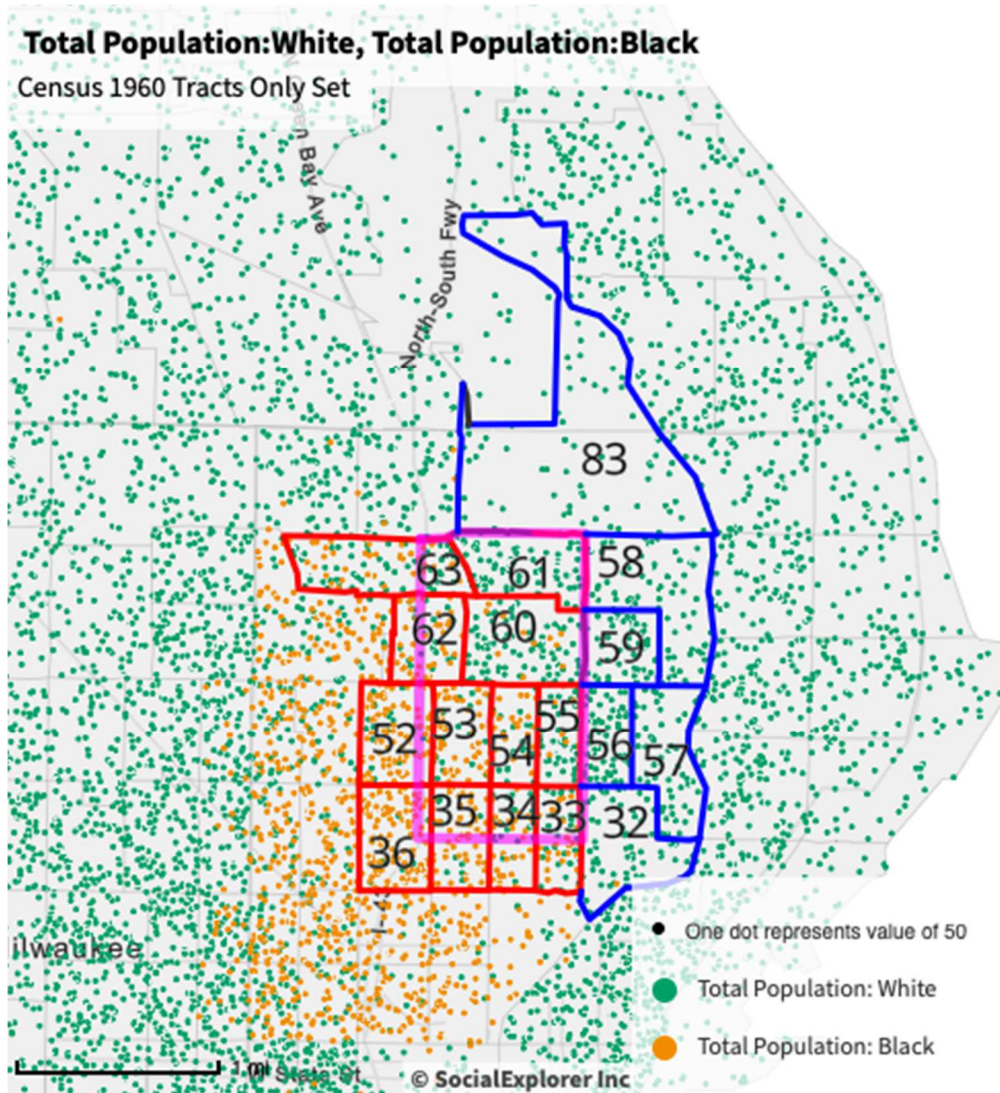 Total Population:White, Total Population:Black
Census 1960 Tracts Only Set
North-South Fwy
83
63
61
58
62
60
59
52
53
54
55
56
57
35
34
33
32
36
ilwaukee
One dot represents value of 50
Total Population: White
Total Population: Black
State St.
© SocialExplorer Inc